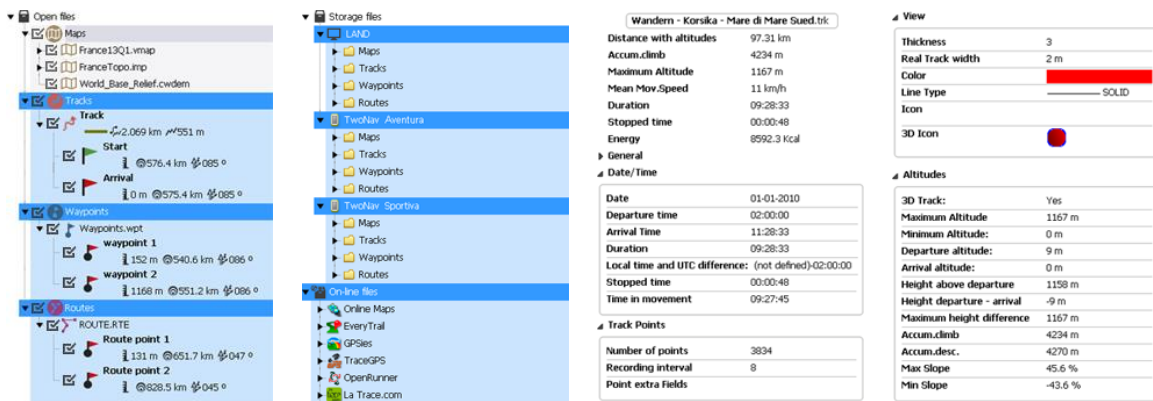 Open files
Maps
France13Q1.vmap
FranceTopo.imp
World_Base_Relief.cwdem
Tracks
Track
2.069 km 551 m
Start
576.4 km 085 º
Arrival
0 m 575.4 km 085 º
Waypoints
Waypoints.wpt
waypoint 1
152 m 540.6 km 086 º
waypoint 2
1168 m 551.2 km 086 º
Routes
ROUTE.RTE
Route point 1
131 m 651.7 km 047 º
Route point 2
828.5 km 045 º
Storage files
LAND
Maps
Tracks
Waypoints
Routes
TwoNav Aventura
Maps
Tracks
Waypoints
Routes
TwoNav Sportiva
Maps
Tracks
Waypoints
Routes
On-line files
Online Maps
EveryTrail
GPSies
TraceGPS
OpenRunner
La Trace.com
Wandern - Korsika - Mare di Mare Sued.trk
Distance with altitudes 97.31 km
Accum.climb 4234 m
Maximum Altitude 1167 m
Mean Mov.Speed 11 km/h
Duration 09:28:33
Stopped time 00:00:48
Energy 8592.3 Kcal
General
Date/Time
Date 01-01-2010
Departure time 02:00:00
Arrival Time 11:28:33
Duration 09:28:33
Local time and UTC difference: (not defined)-02:00:00
Stopped time 00:00:48
Time in movement 09:27:45
Track Points
Number of points 3834
Recording interval 8
Point extra Fields
View
Thickness 3
Real Track width 2 m
Color
Line Type SOLID
Icon
3D Icon
Altitudes
3D Track: Yes
Maximum Altitude 1167 m
Minimum Altitude: 0 m
Departure altitude: 9 m
Arrival altitude: 0 m
Height above departure 1158 m
Height departure - arrival -9 m
Maximum height difference 1167 m
Accum.climb 4234 m
Accum.desc. 4270 m
Max Slope 45.6 %
Min Slope -43.6 %